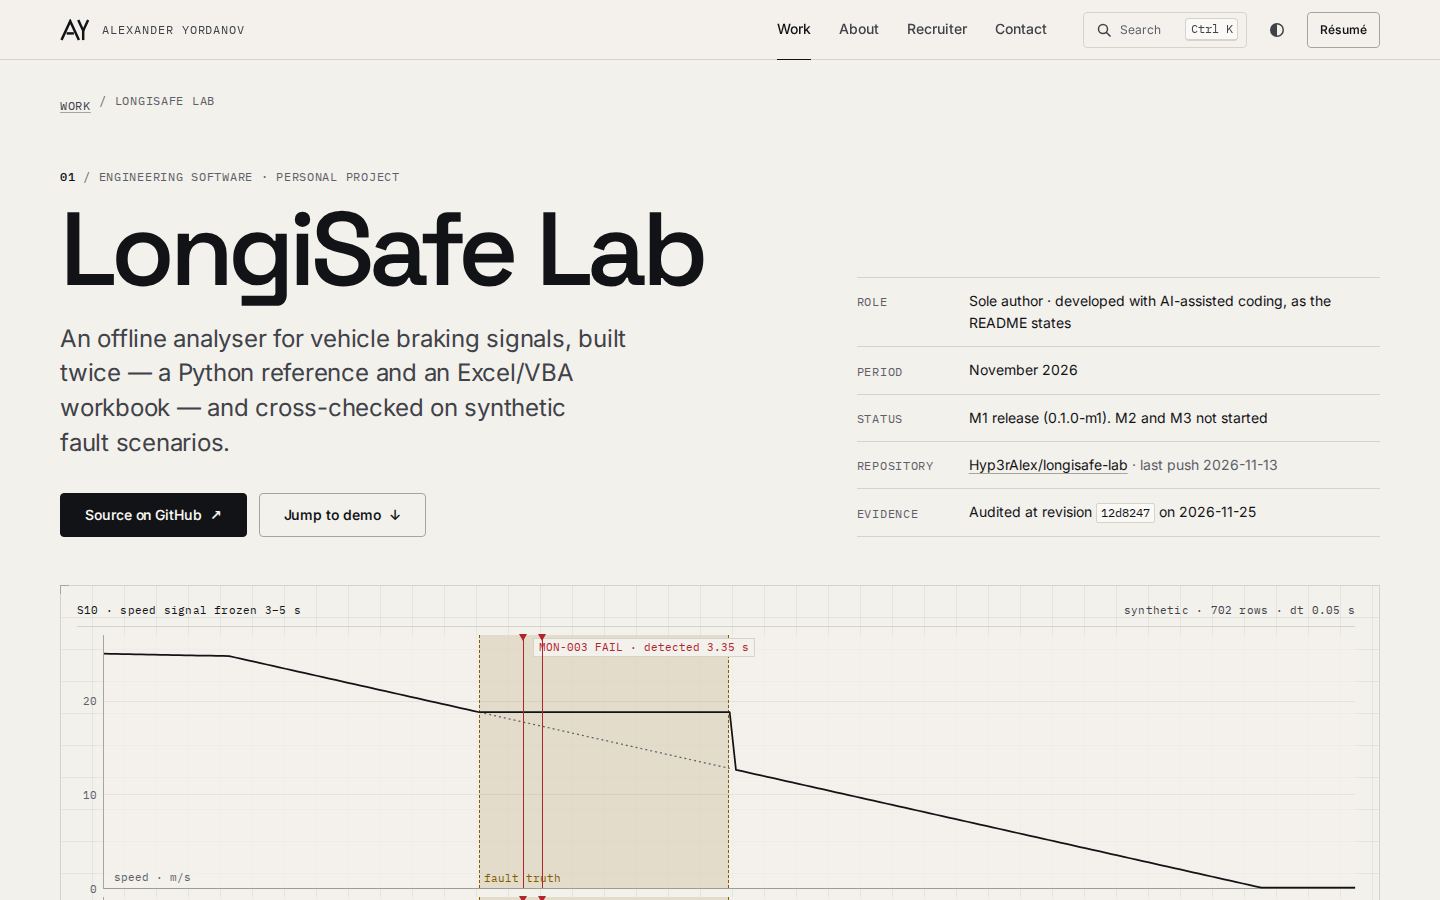 AY ALEXANDER YORDANOV
Work About Recruiter Contact Search Ctrl K Résumé
WORK / LONGISAFE LAB
01 / ENGINEERING SOFTWARE · PERSONAL PROJECT
LongiSafe Lab
An offline analyser for vehicle braking signals, built
twice — a Python reference and an Excel/VBA
workbook — and cross-checked on synthetic
fault scenarios.
Source on GitHub ↗ Jump to demo ↓
ROLE Sole author · developed with AI-assisted coding, as the
README states
PERIOD November 2026
STATUS M1 release (0.1.0-m1). M2 and M3 not started
REPOSITORY Hyp3rAlex/longisafe-lab · last push 2026-11-13
EVIDENCE Audited at revision 12d8247 on 2026-11-25
S10 · speed signal frozen 3–5 s
synthetic · 702 rows · dt 0.05 s
MON-003 FAIL · detected 3.35 s
20
10
0
speed · m/s
fault truth